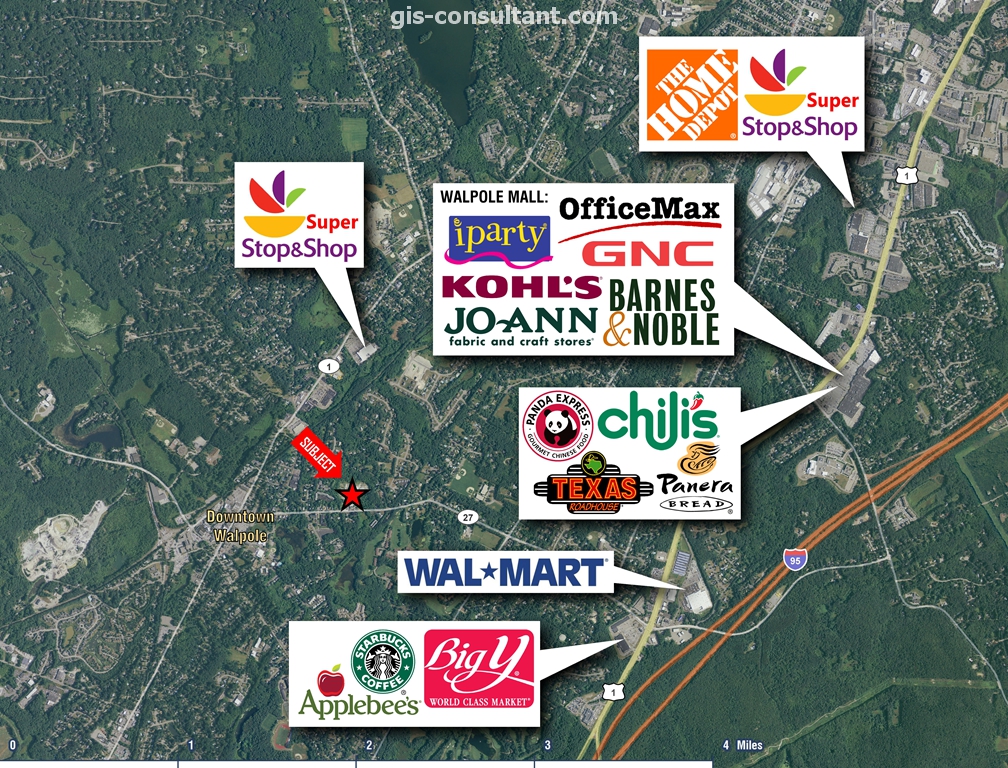 gis-consultant.com
THE
HOME
DEPOT
Super
Stop&Shop
1
Super
Stop&Shop
WALPOLE MALL:
iparty
OfficeMax
GNC
KOHL'S
BARNES
&NOBLE
JO-ANN
fabric and craft stores
1
PANDA EXPRESS
GOURMET CHINESE FOOD
chili's
TEXAS
ROADHOUSE
Panera
BREAD
SUBJECT
27
Downtown
Walpole
95
WAL★MART
STARBUCKS
COFFEE
Applebee's
Big Y
WORLD CLASS MARKET
1
0 1 2 3 4 Miles